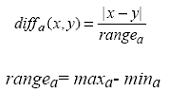 diff_a(x, y) = |x − y| / range_a
range_a = max_a - min_a